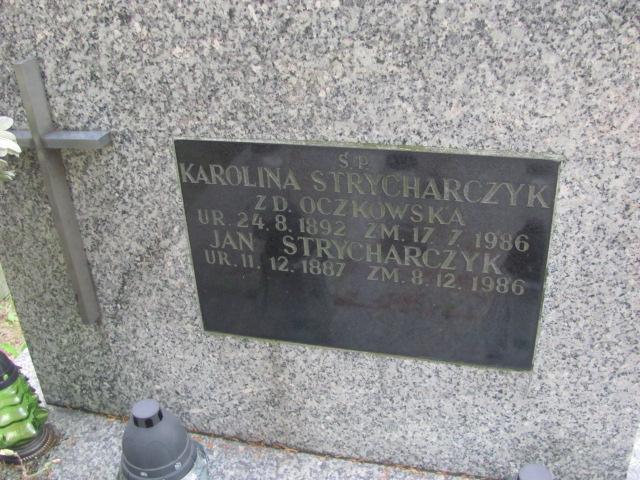 Ś.P.
KAROLINA STRYCHARCZYK
Z D. OCZKOWSKA
UR. 24. 8. 1892 ZM. 17. 7. 1986
JAN STRYCHARCZYK
UR. 11. 12. 1887 ZM. 8. 12. 1986